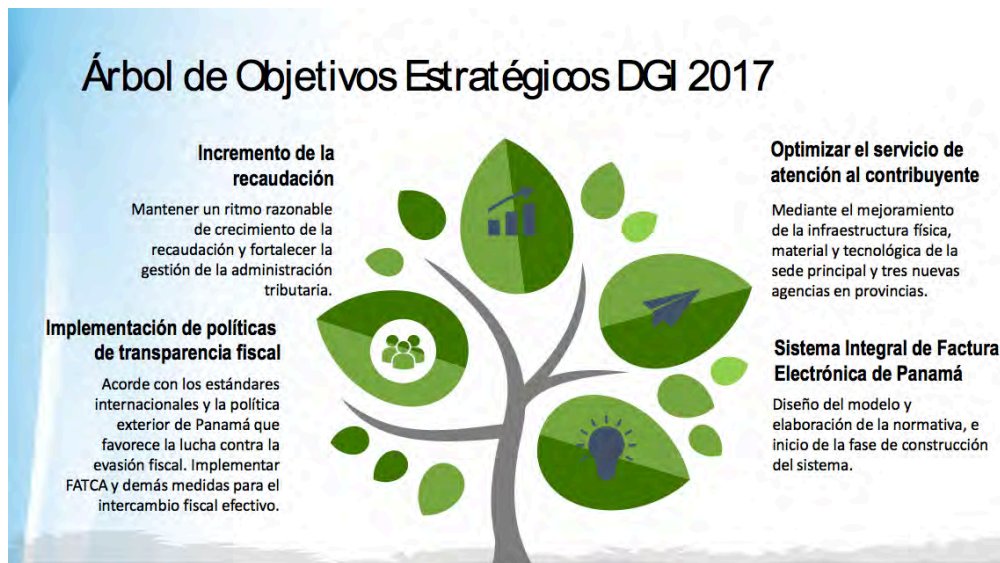 Árbol de Objetivos Estratégicos DGI 2017
Incremento de la
recaudación
Mantener un ritmo razonable
de crecimiento de la
recaudación y fortalecer la
gestión de la administración
tributaria.
Implementación de políticas
de transparencia fiscal
Acorde con los estándares
internacionales y la política
exterior de Panamá que
favorece la lucha contra la
evasión fiscal. Implementar
FATCA y demás medidas para el
intercambio fiscal efectivo.
Optimizar el servicio de
atención al contribuyente
Mediante el mejoramiento
de la infraestructura física,
material y tecnológica de la
sede principal y tres nuevas
agencias en provincias.
Sistema Integral de Factura
Electrónica de Panamá
Diseño del modelo y
elaboración de la normativa, e
inicio de la fase de construcción
del sistema.